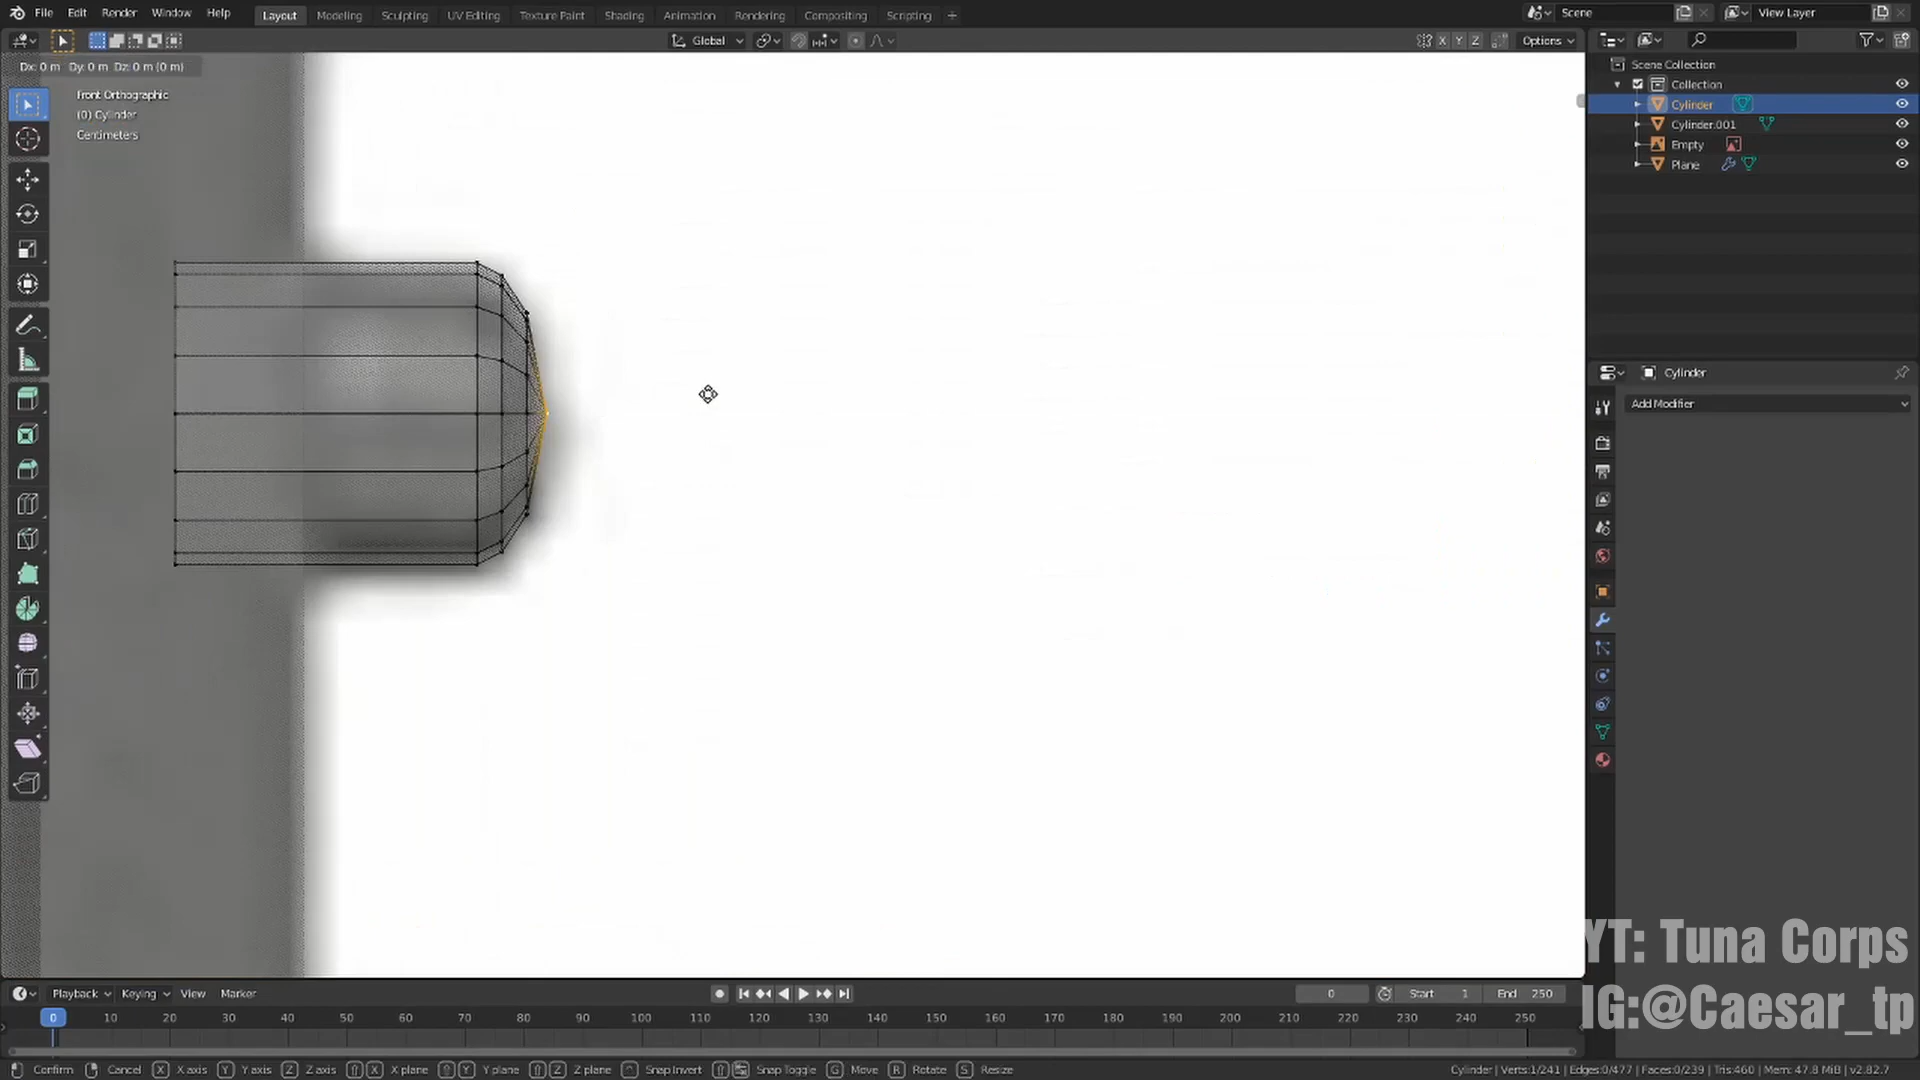 File Edit Render Window Help Layout Modeling Sculpting UV Editing Texture Paint Shading Animation Rendering Compositing Scripting + Scene View Layer
Global X Y Z Options
Dx: 0 m Dy: 0 m Dz: 0 m (0 m)
Front Orthographic
(0) Cylinder
Centimeters
Scene Collection
Collection
Cylinder
Cylinder.001
Empty
Plane
Cylinder
Add Modifier
YT: Tuna Corps
IG:@Caesar_tp
Playback Keying View Marker 0 Start 1 End 250
0 10 20 30 40 50 60 70 80 90 100 110 120 130 140 150 160 170 180 190 200 210 220 230 240 250
Confirm Cancel X X axis Y Y axis Z Z axis X X plane Y Y plane Z Z plane Snap Invert Snap Toggle G Move R Rotate S Resize Cylinder | Verts:1/241 | Edges:0/477 | Faces:0/239 | Tris:460 | Mem: 47.8 MiB | v2.82.7